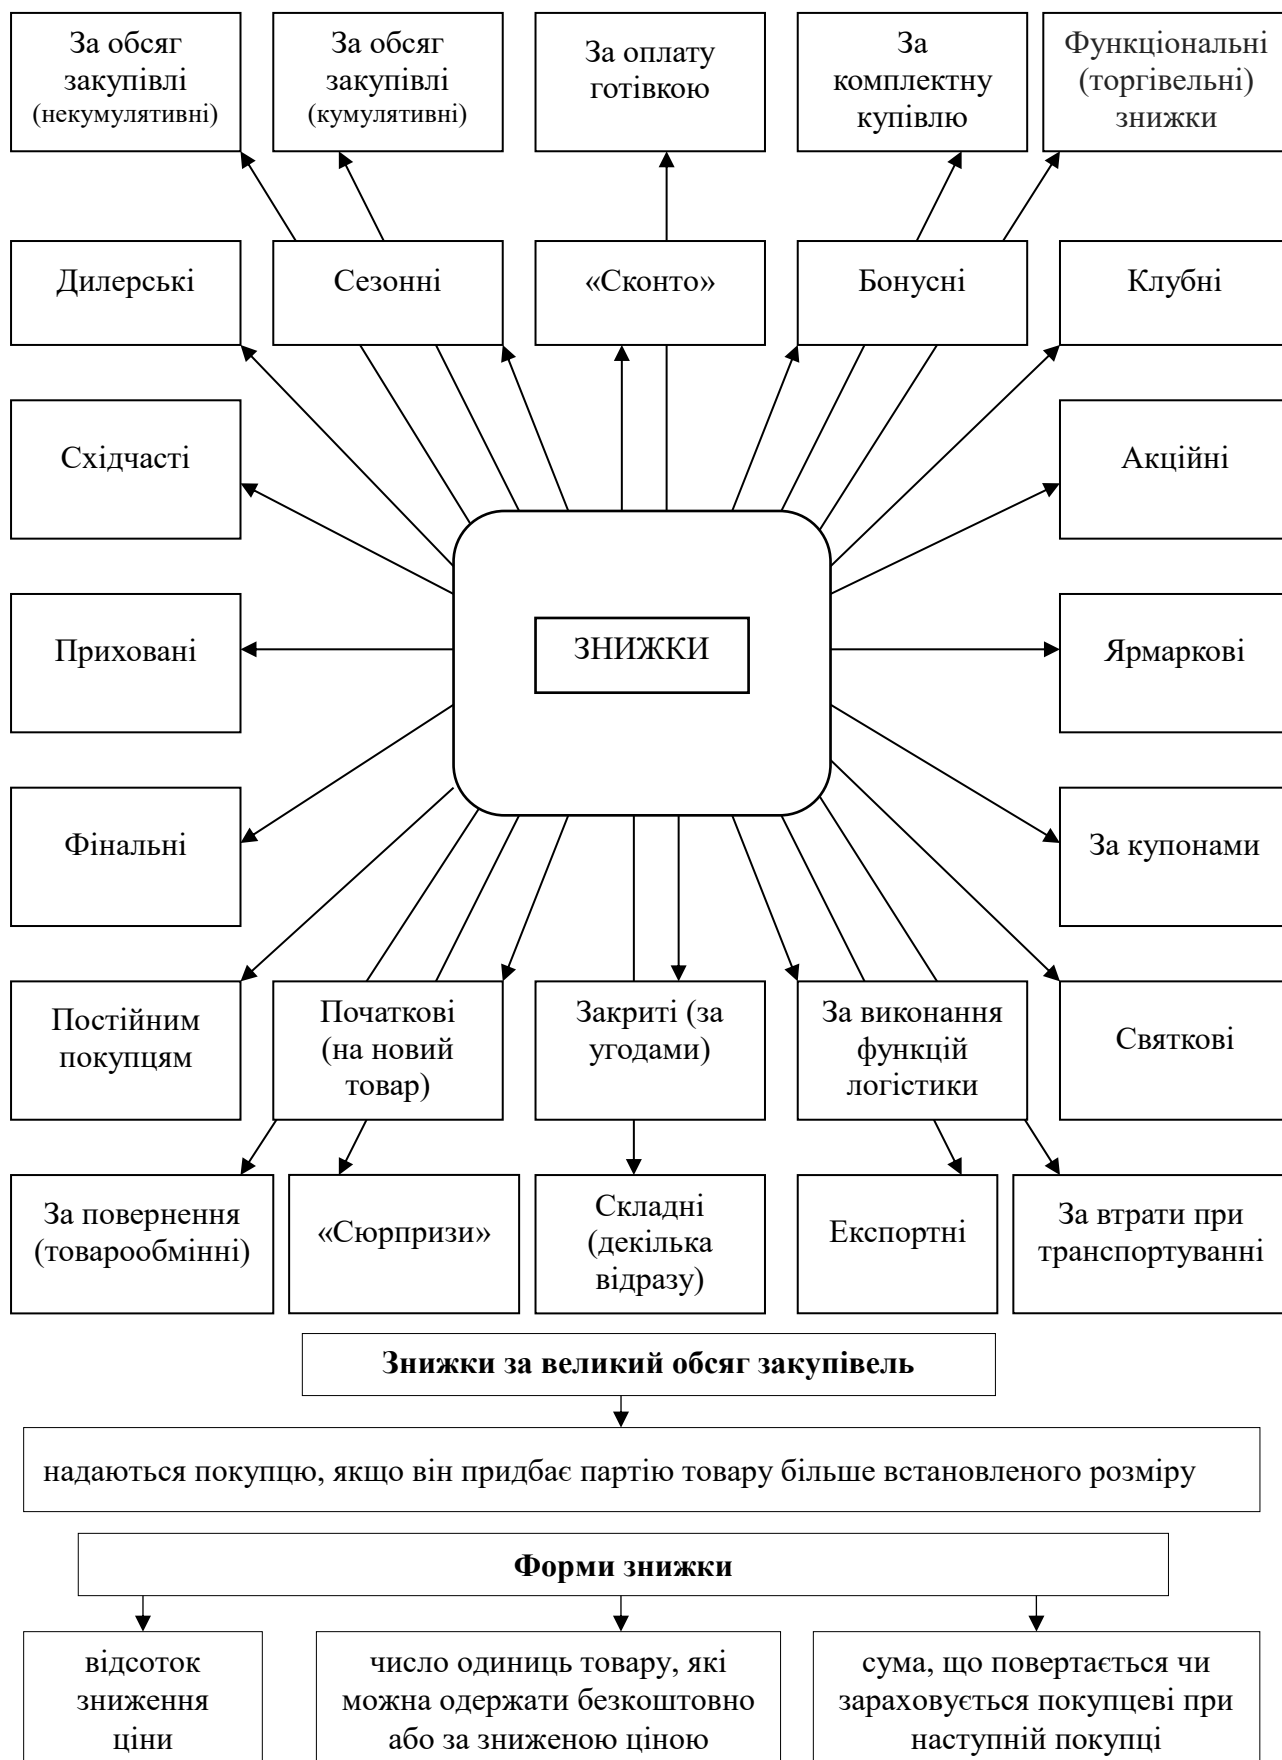 За обсяг
закупівлі
(некумулятивні)
За обсяг
закупівлі
(кумулятивні)
За оплату
готівкою
За
комплектну
купівлю
Функціональні
(торгівельні)
знижки
Дилерські
Сезонні
«Сконто»
Бонусні
Клубні
Східчасті
Акційні
Приховані
ЗНИЖКИ
Ярмаркові
Фінальні
За купонами
Постійним
покупцям
Початкові
(на новий
товар)
Закриті (за
угодами)
За виконання
функцій
логістики
Святкові
За повернення
(товарообмінні)
«Сюрпризи»
Складні
(декілька
відразу)
Експортні
За втрати при
транспортуванні
Знижки за великий обсяг закупівель
надаються покупцю, якщо він придбає партію товару більше встановленого розміру
Форми знижки
відсоток
зниження
ціни
число одиниць товару, які
можна одержати безкоштовно
або за зниженою ціною
сума, що повертається чи
зараховується покупцеві при
наступній покупці